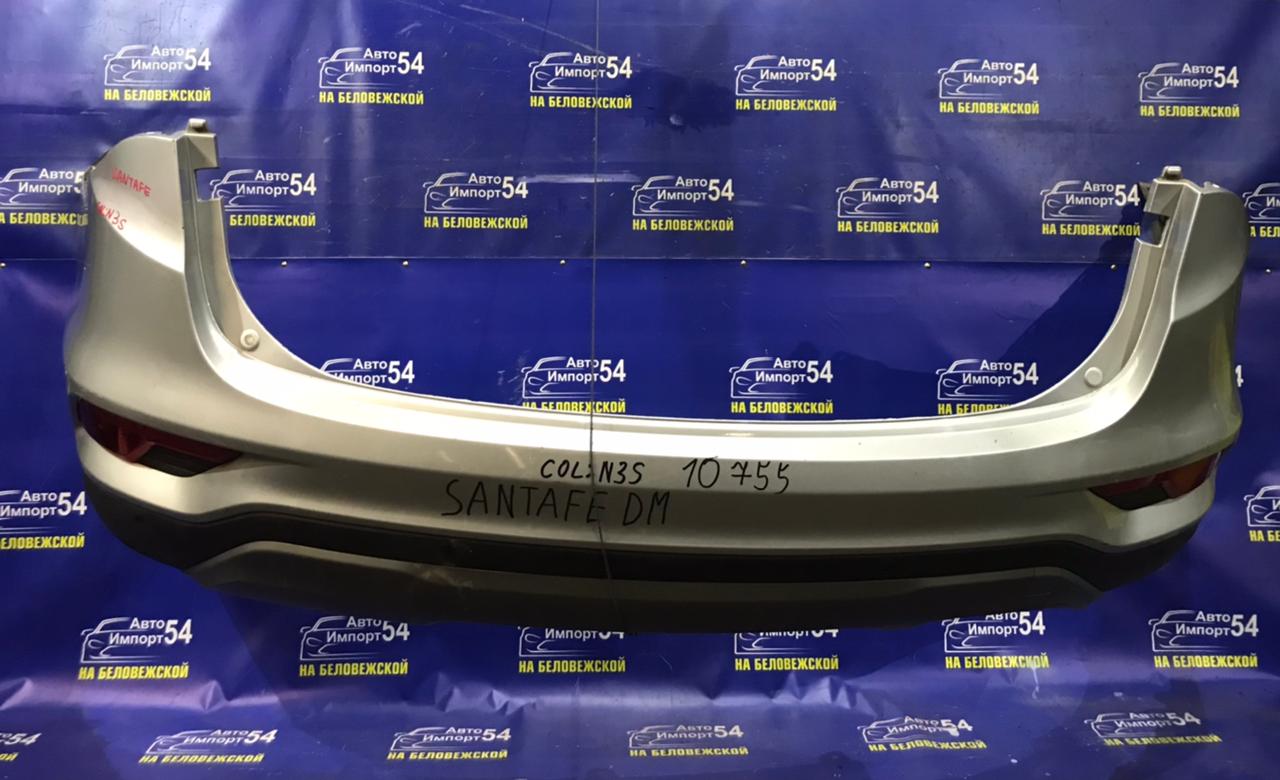 Авто
Импорт54
НА БЕЛОВЕЖСКОЙ
SANTAFE
N3S
COL:N3S 10755
SANTAFE DM